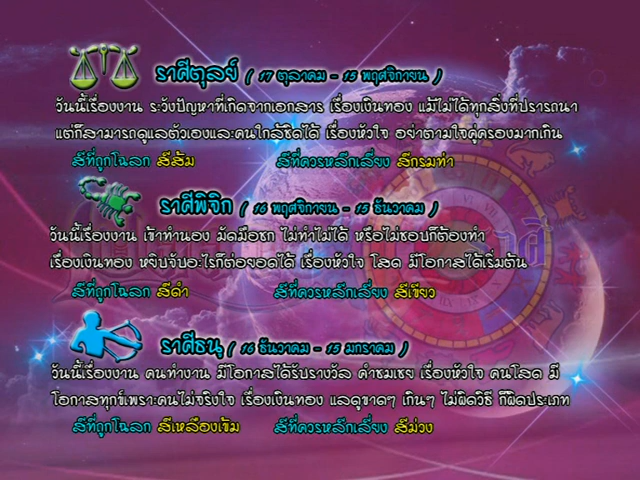 ราศีตุลย์ ( 17 ตุลาคม - 15 พฤศจิกายน )
วันนี้เรื่องงาน ระวังปัญหาที่เกิดจากเอกสาร เรื่องเงินทอง แม้ไม่ได้ทุกสิ่งที่ปรารถนา
แต่ก็สามารถดูแลตัวเองและคนใกล้ชิดได้ เรื่องหัวใจ อย่าตามใจคู่ครองมากเกิน
สีที่ถูกโฉลก สีส้ม สีที่ควรหลีกเลี่ยง สีกรมท่า
ราศีพิจิก ( 16 พฤศจิกายน - 15 ธันวาคม )
วันนี้เรื่องงาน เข้าทำนอง มัดมือชก ไม่ทำไม่ได้ หรือไม่ชอบก็ต้องทำ
เรื่องเงินทอง หยิบจับอะไรก็ต่อยอดได้ เรื่องหัวใจ โสด มีโอกาสได้เริ่มต้น
สีที่ถูกโฉลก สีดำ สีที่ควรหลีกเลี่ยง สีเขียว
ราศีธนู ( 16 ธันวาคม - 15 มกราคม )
วันนี้เรื่องงาน คนทำงาน มีโอกาสได้รับรางวัล คำชมเชย เรื่องหัวใจ คนโสด มี
โอกาสทุกข์เพราะคนไม่จริงใจ เรื่องเงินทอง แลดูขาดๆ เกินๆ ไม่ผิดวิธี ก็ผิดประเภท
สีที่ถูกโฉลก สีเหลืองเข้ม สีที่ควรหลีกเลี่ยง สีม่วง